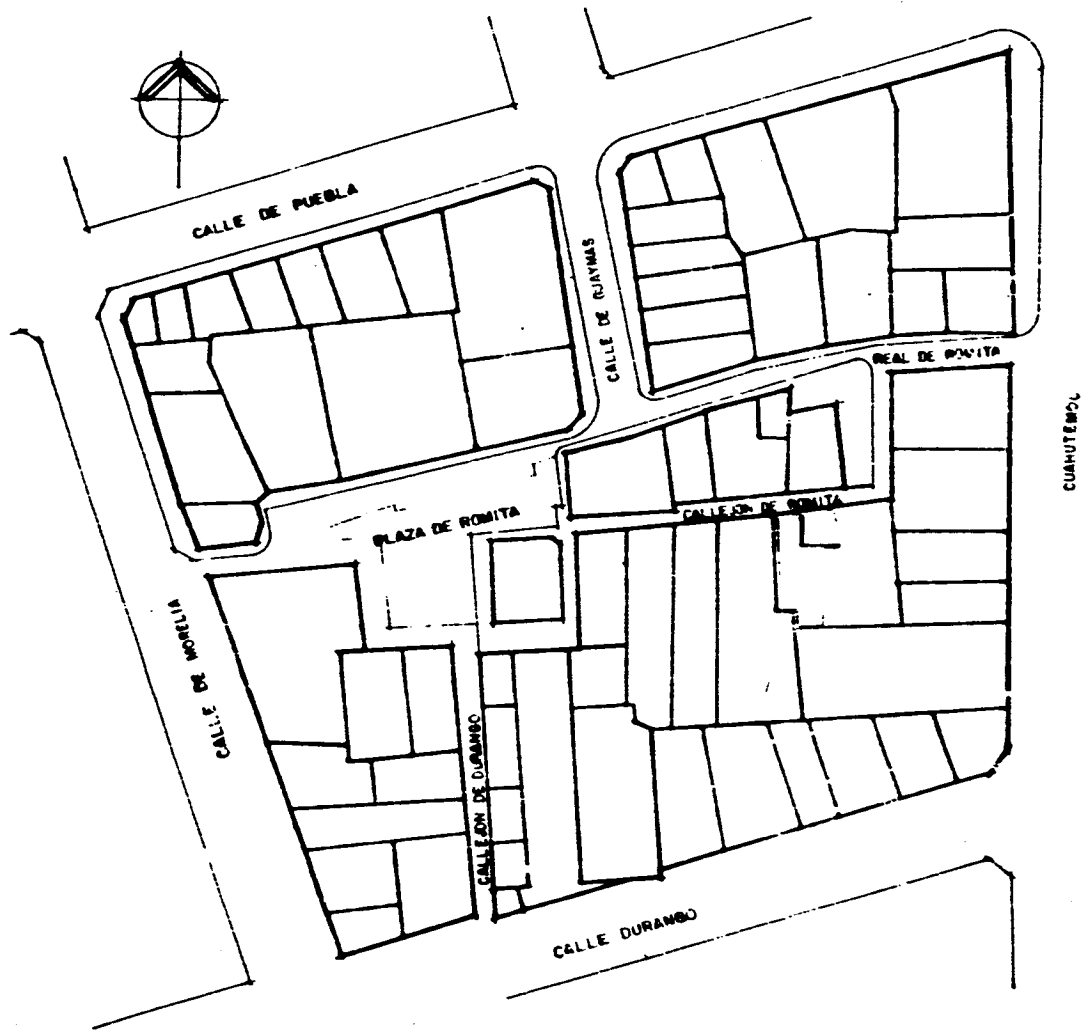 CALLE DE PUEBLA
CALLE DE GUAYMAS
REAL DE ROMITA
CUAHUTEMOC
CALLEJON DE ROMITA
PLAZA DE ROMITA
CALLE DE MORELIA
CALLEJON DE DURANGO
CALLE DURANGO